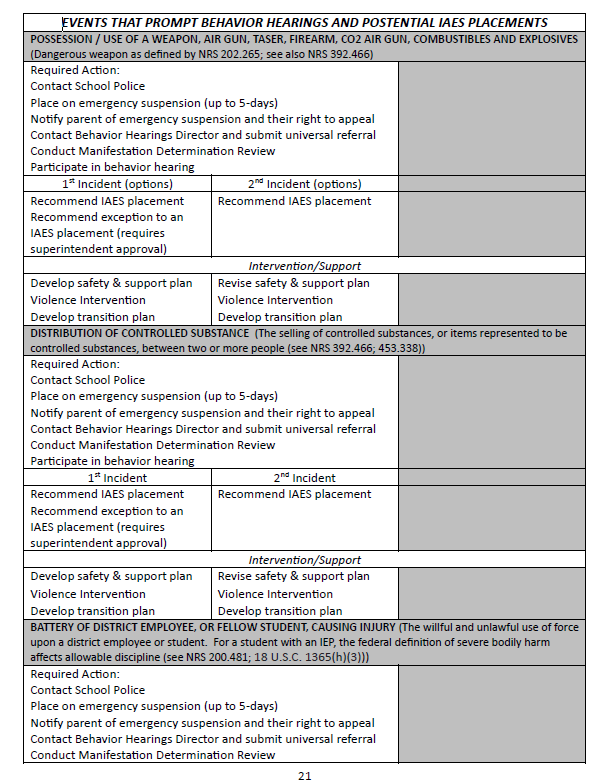 EVENTS THAT PROMPT BEHAVIOR HEARINGS AND POSTENTIAL IAES PLACEMENTS
POSSESSION / USE OF A WEAPON, AIR GUN, TASER, FIREARM, CO2 AIR GUN, COMBUSTIBLES AND EXPLOSIVES
(Dangerous weapon as defined by NRS 202.265; see also NRS 392.466)
Required Action:
Contact School Police
Place on emergency suspension (up to 5-days)
Notify parent of emergency suspension and their right to appeal
Contact Behavior Hearings Director and submit universal referral
Conduct Manifestation Determination Review
Participate in behavior hearing
1st Incident (options) 2nd Incident (options)
Recommend IAES placement Recommend IAES placement
Recommend exception to an
IAES placement (requires
superintendent approval)
Intervention/Support
Develop safety & support plan Revise safety & support plan
Violence Intervention Violence Intervention
Develop transition plan Develop transition plan
DISTRIBUTION OF CONTROLLED SUBSTANCE (The selling of controlled substances, or items represented to be
controlled substances, between two or more people (see NRS 392.466; 453.338))
Required Action:
Contact School Police
Place on emergency suspension (up to 5-days)
Notify parent of emergency suspension and their right to appeal
Contact Behavior Hearings Director and submit universal referral
Conduct Manifestation Determination Review
Participate in behavior hearing
1st Incident 2nd Incident
Recommend IAES placement Recommend IAES placement
Recommend exception to an
IAES placement (requires
superintendent approval)
Intervention/Support
Develop safety & support plan Revise safety & support plan
Violence Intervention Violence Intervention
Develop transition plan Develop transition plan
BATTERY OF DISTRICT EMPLOYEE, OR FELLOW STUDENT, CAUSING INJURY (The willful and unlawful use of force
upon a district employee or student. For a student with an IEP, the federal definition of severe bodily harm
affects allowable discipline (see NRS 200.481; 18 U.S.C. 1365(h)(3)))
Required Action:
Contact School Police
Place on emergency suspension (up to 5-days)
Notify parent of emergency suspension and their right to appeal
Contact Behavior Hearings Director and submit universal referral
Conduct Manifestation Determination Review
21